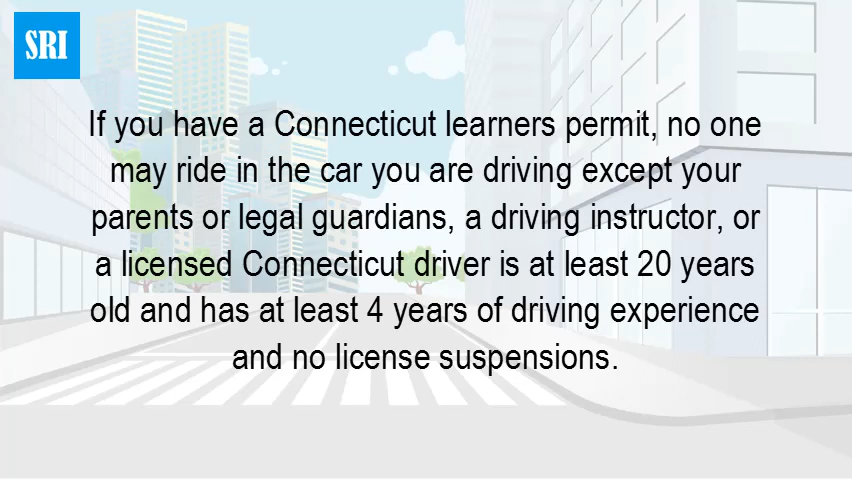 SRI
If you have a Connecticut learners permit, no one
may ride in the car you are driving except your
parents or legal guardians, a driving instructor, or
a licensed Connecticut driver is at least 20 years
old and has at least 4 years of driving experience
and no license suspensions.